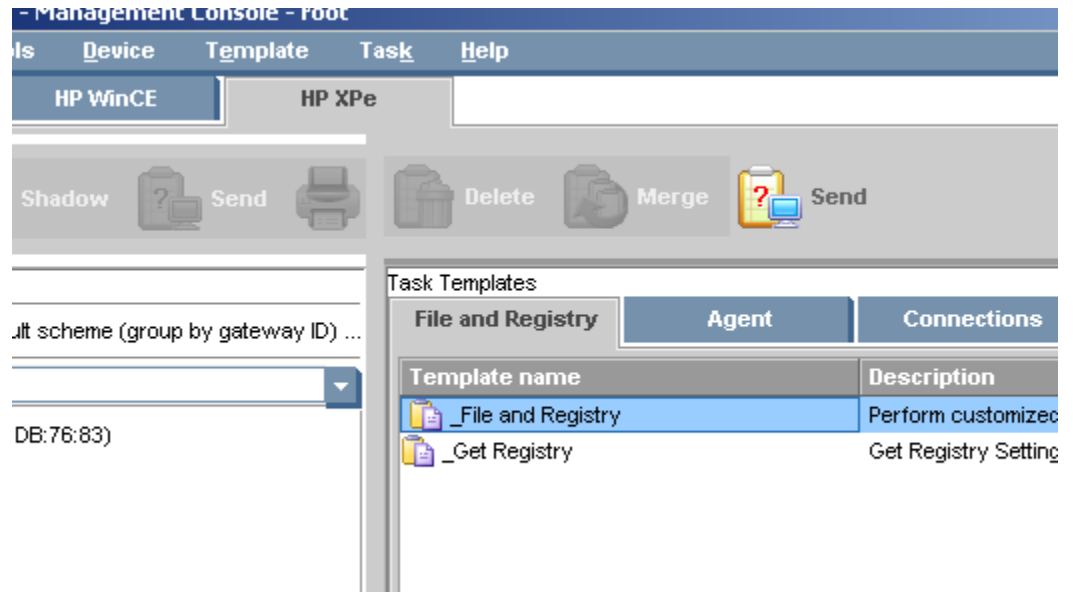 - Management Console - root
ols Device Template Task Help
HP WinCE HP XPe
Shadow Send Delete Merge Send
Task Templates
File and Registry Agent Connections
ult scheme (group by gateway ID) ...
Template name Description
_File and Registry Perform customized
DB:76:83)
_Get Registry Get Registry Setting